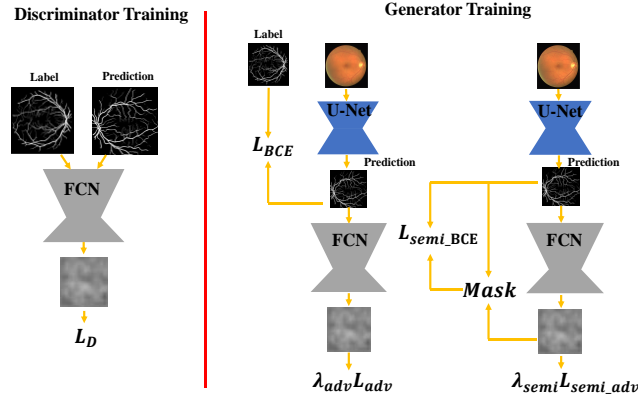 Discriminator Training
Label
Prediction
FCN
L_D
Generator Training
Label
U-Net
L_BCE
Prediction
FCN
λ_adv L_adv
U-Net
Prediction
L_semi_BCE
FCN
Mask
λ_semi L_semi_adv